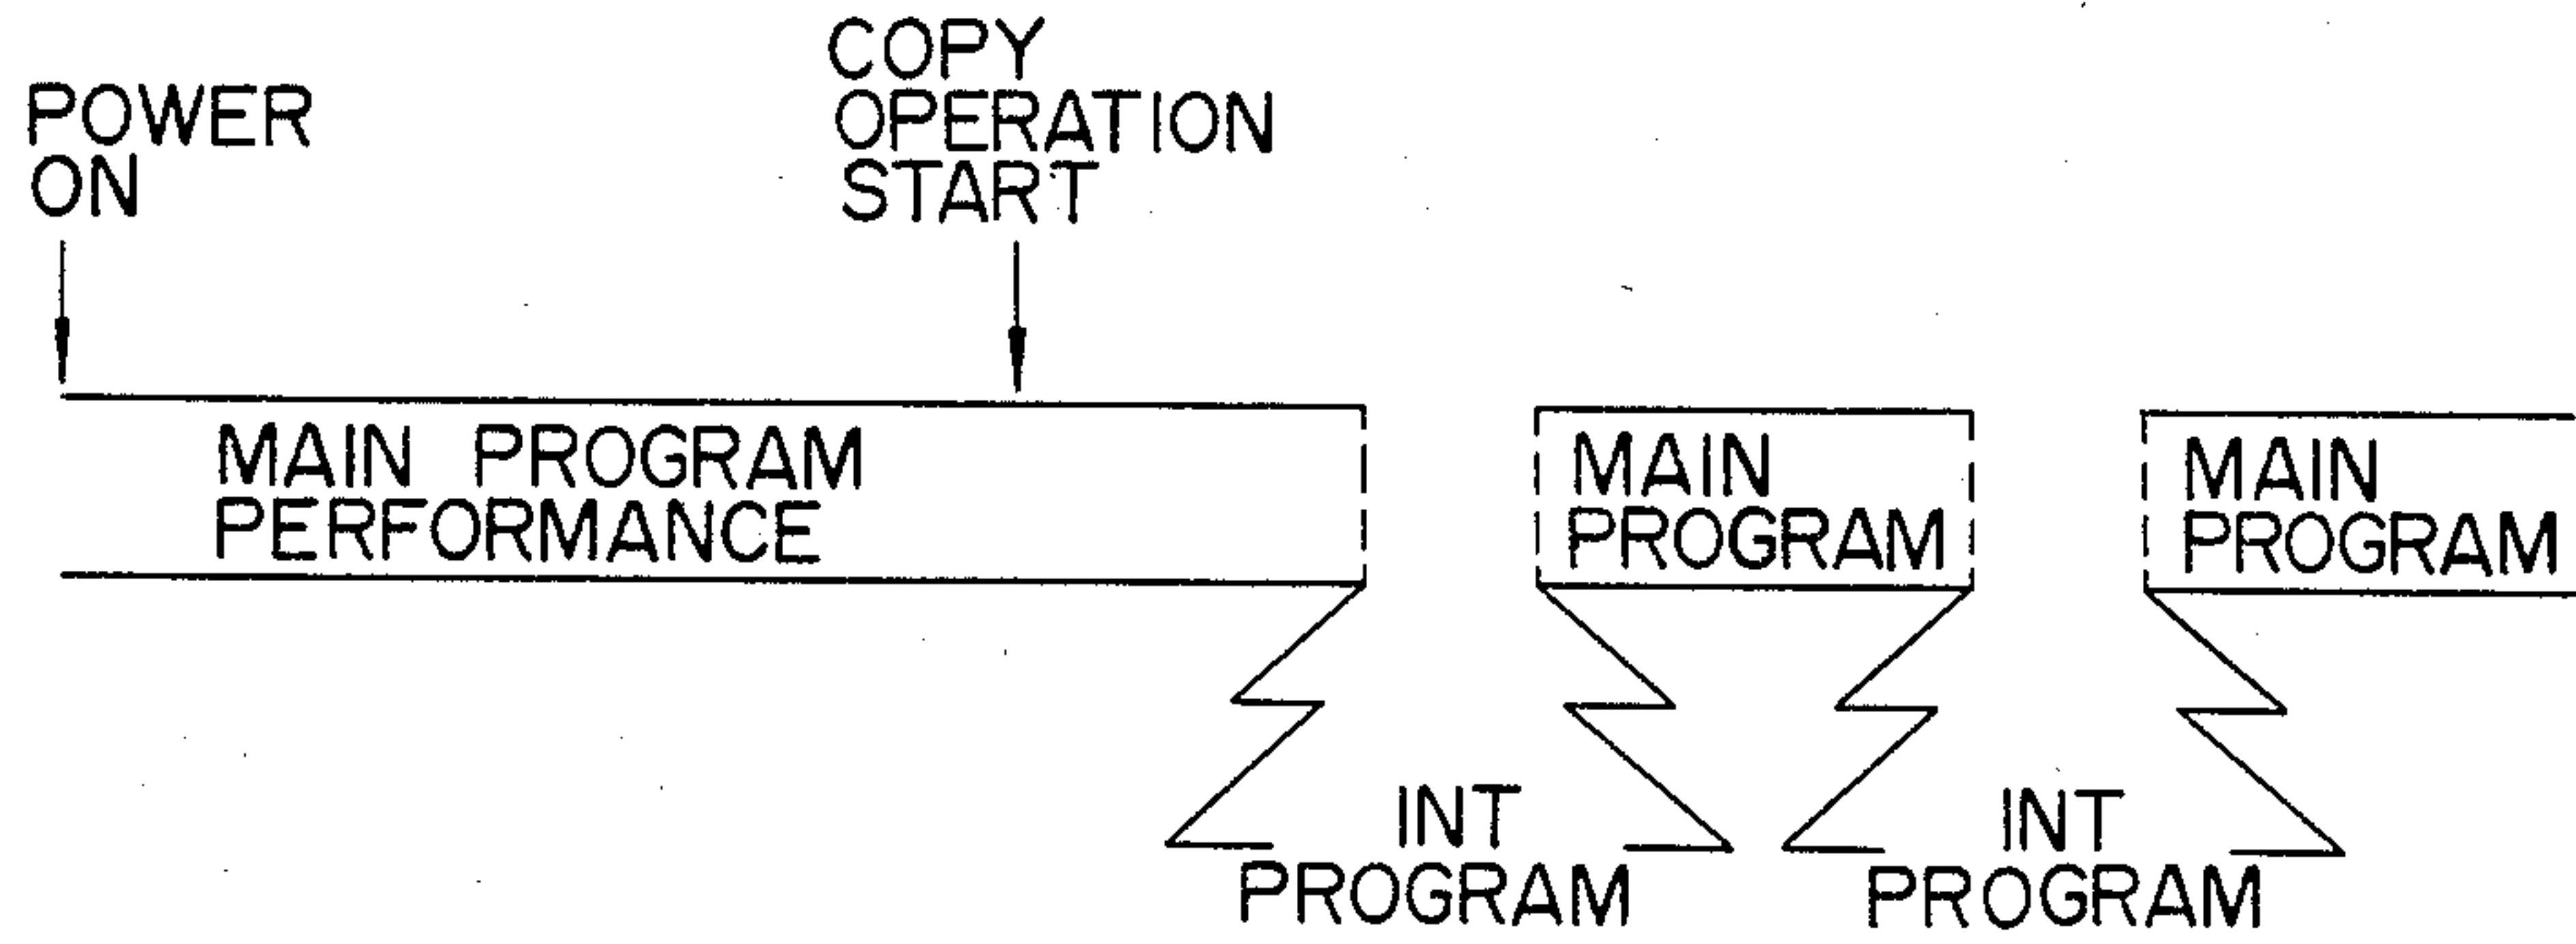 POWER
ON
COPY
OPERATION
START
MAIN PROGRAM
PERFORMANCE
MAIN
PROGRAM
MAIN
PROGRAM
INT
PROGRAM
INT
PROGRAM